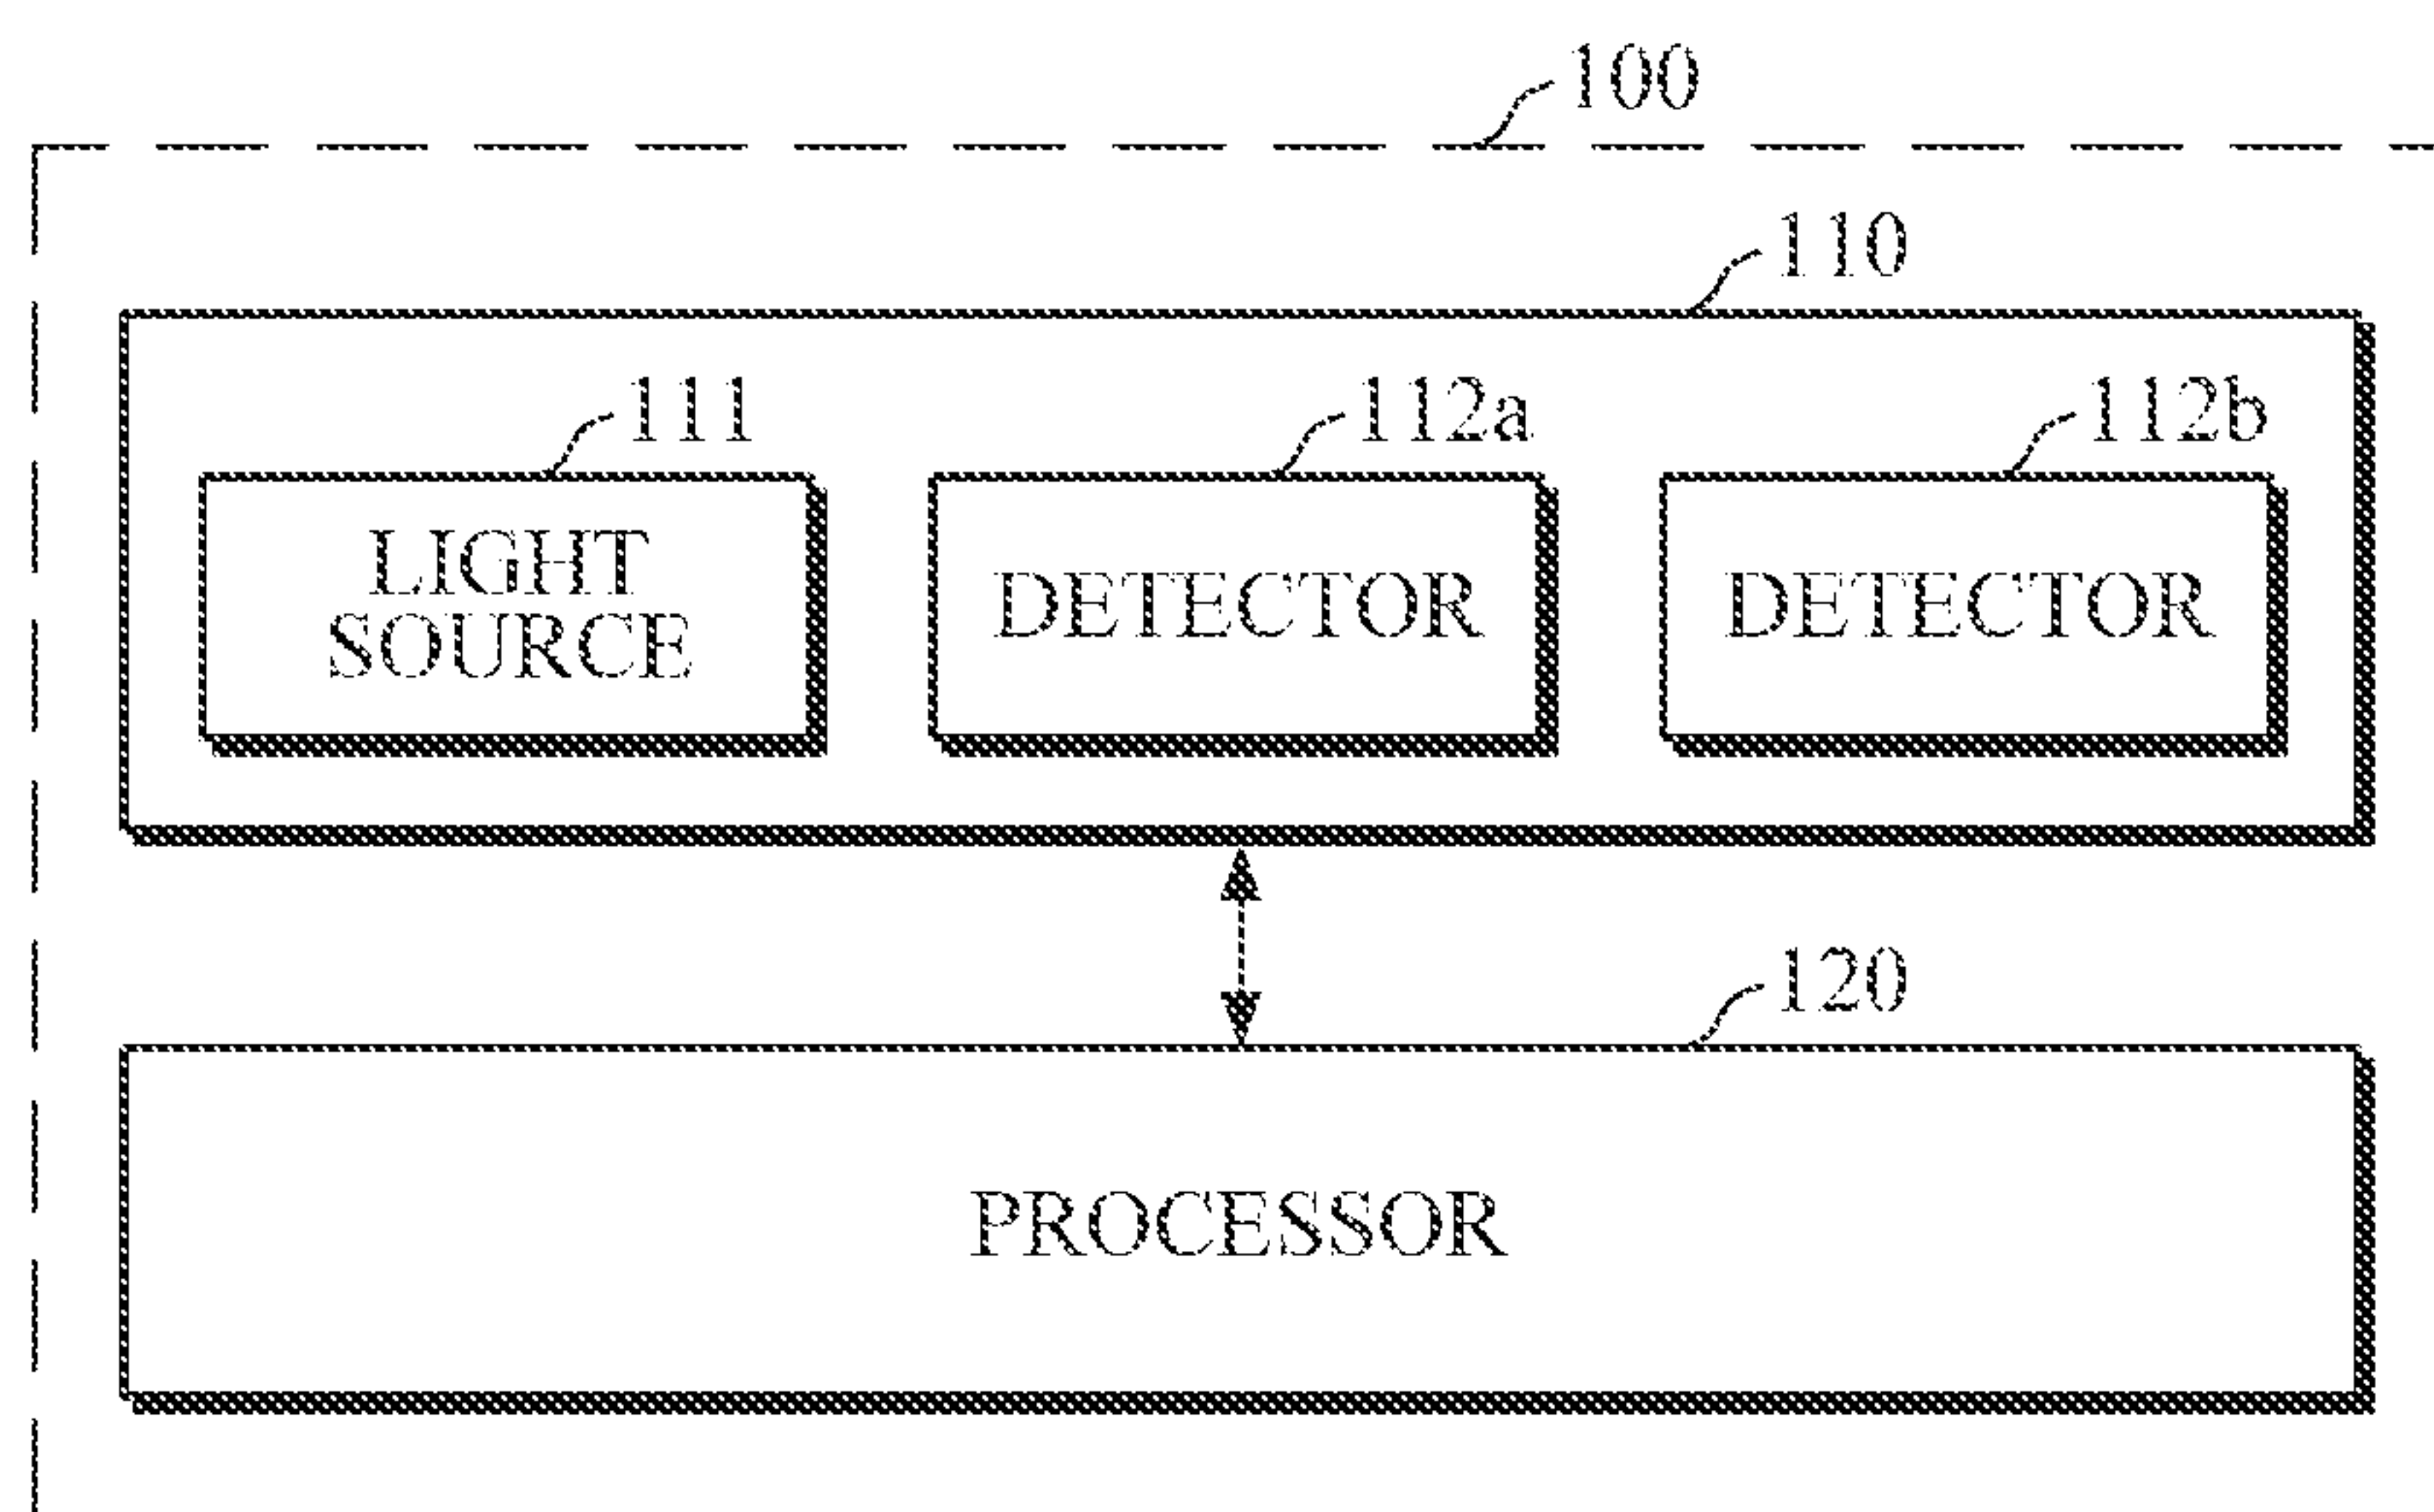 100
110
111
112a
112b
LIGHT
SOURCE
DETECTOR
DETECTOR
120
PROCESSOR